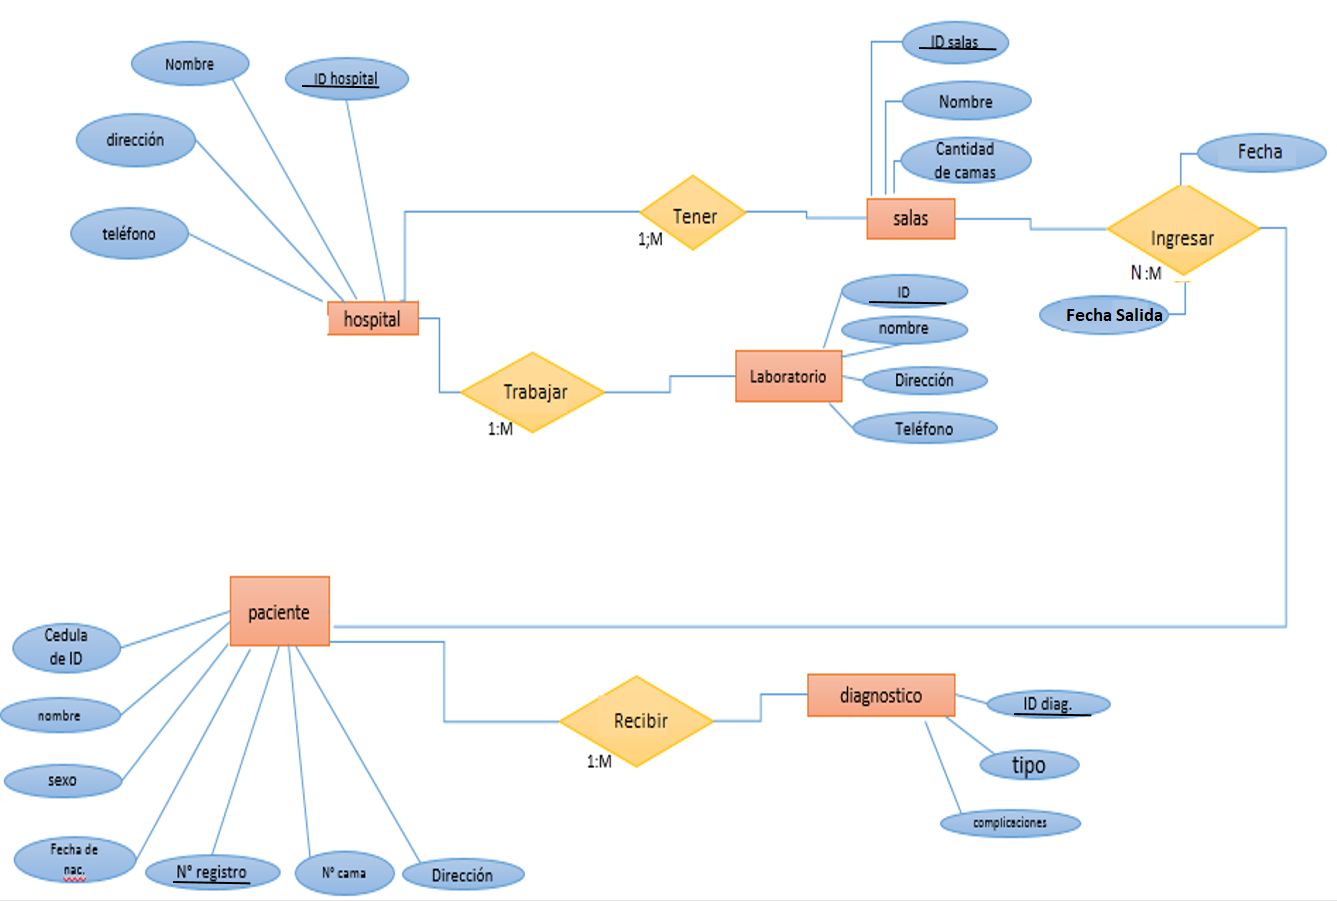 Nombre
ID hospital
dirección
teléfono
hospital
Tener
1;M
ID salas
Nombre
Cantidad
de camas
salas
Fecha
Ingresar
N :M
Fecha Salida
Trabajar
1:M
Laboratorio
ID
nombre
Dirección
Teléfono
paciente
Cedula
de ID
nombre
sexo
Fecha de
nac.
N° registro
N° cama
Dirección
Recibir
1:M
diagnostico
ID diag.
tipo
complicaciones